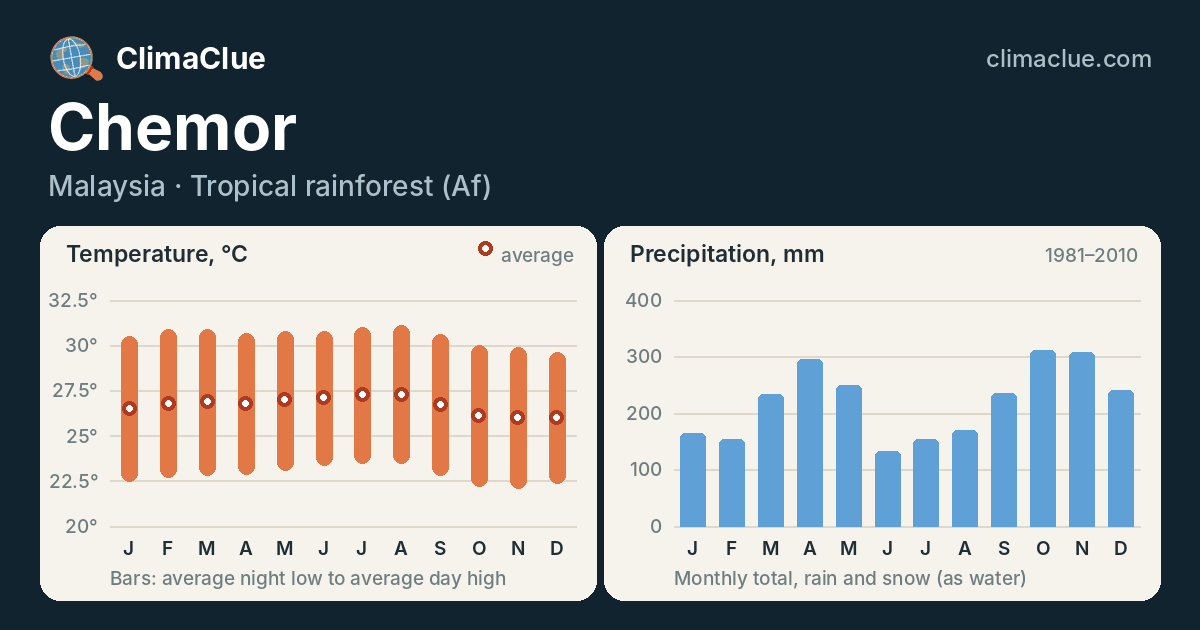 ClimaClue
climaclue.com
Chemor
Malaysia · Tropical rainforest (Af)
Temperature, °C
average
32.5°
30°
27.5°
25°
22.5°
20°
J F M A M J J A S O N D
Bars: average night low to average day high
Precipitation, mm
1981–2010
400
300
200
100
0
J F M A M J J A S O N D
Monthly total, rain and snow (as water)